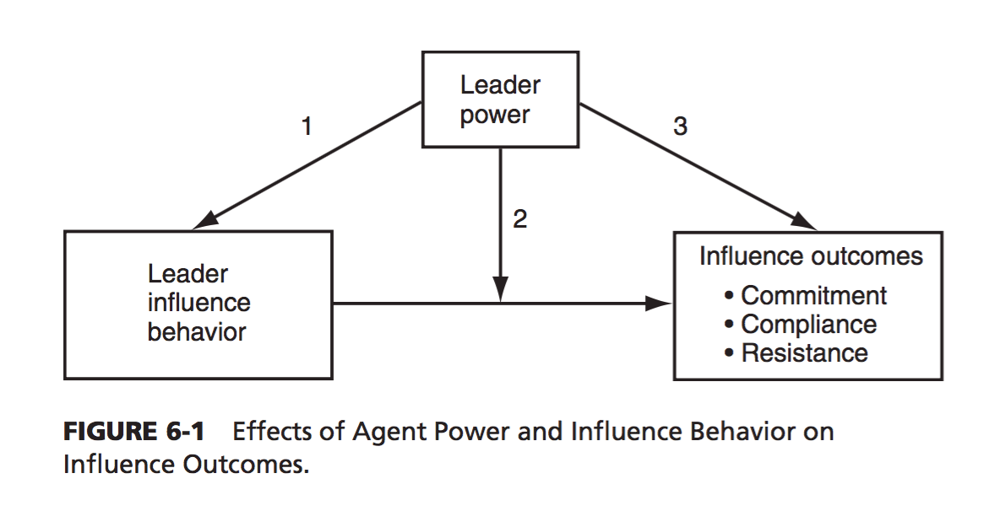 Leader
power
1
3
2
Leader
influence
behavior
Influence outcomes
• Commitment
• Compliance
• Resistance
FIGURE 6-1 Effects of Agent Power and Influence Behavior on
Influence Outcomes.